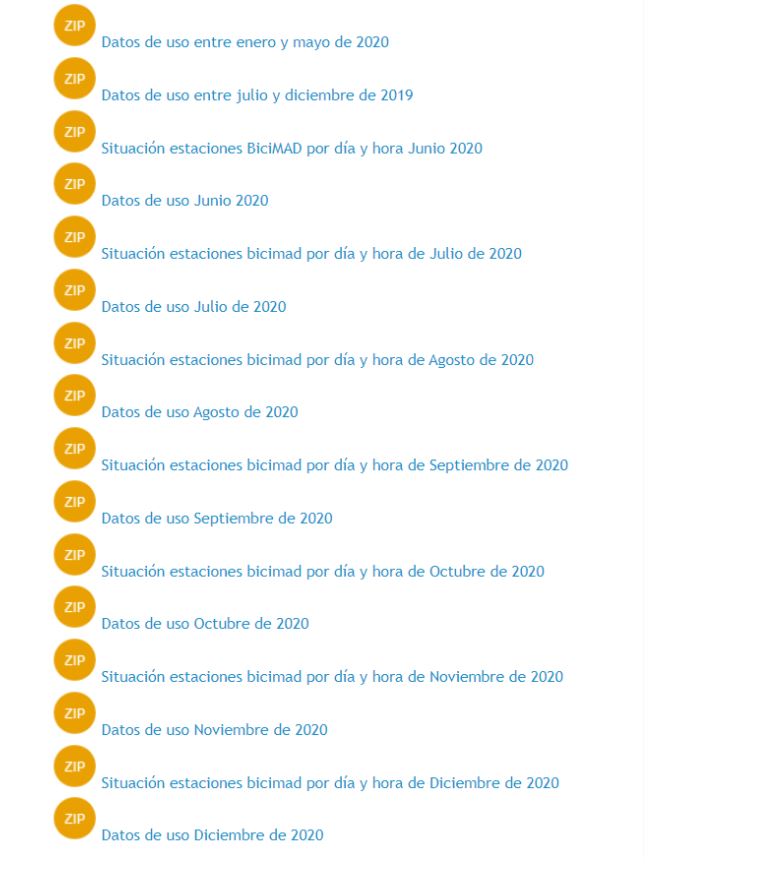 ZIP
Datos de uso entre enero y mayo de 2020
ZIP
Datos de uso entre julio y diciembre de 2019
ZIP
Situación estaciones BiciMAD por día y hora Junio 2020
ZIP
Datos de uso Junio 2020
ZIP
Situación estaciones bicimad por día y hora de Julio de 2020
ZIP
Datos de uso Julio de 2020
ZIP
Situación estaciones bicimad por día y hora de Agosto de 2020
ZIP
Datos de uso Agosto de 2020
ZIP
Situación estaciones bicimad por día y hora de Septiembre de 2020
ZIP
Datos de uso Septiembre de 2020
ZIP
Situación estaciones bicimad por día y hora de Octubre de 2020
ZIP
Datos de uso Octubre de 2020
ZIP
Situación estaciones bicimad por día y hora de Noviembre de 2020
ZIP
Datos de uso Noviembre de 2020
ZIP
Situación estaciones bicimad por día y hora de Diciembre de 2020
ZIP
Datos de uso Diciembre de 2020